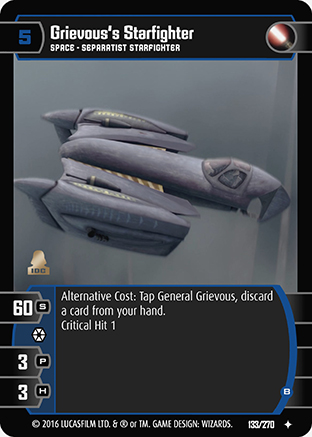 5
Grievous's Starfighter
SPACE - SEPARATIST STARFIGHTER
IDC
60 S
Alternative Cost: Tap General Grievous, discard
a card from your hand.
Critical Hit 1
3 P
3 H
B
© 2016 LUCASFILM LTD. & ® OR TM. GAME DESIGN: WIZARDS. 133/270